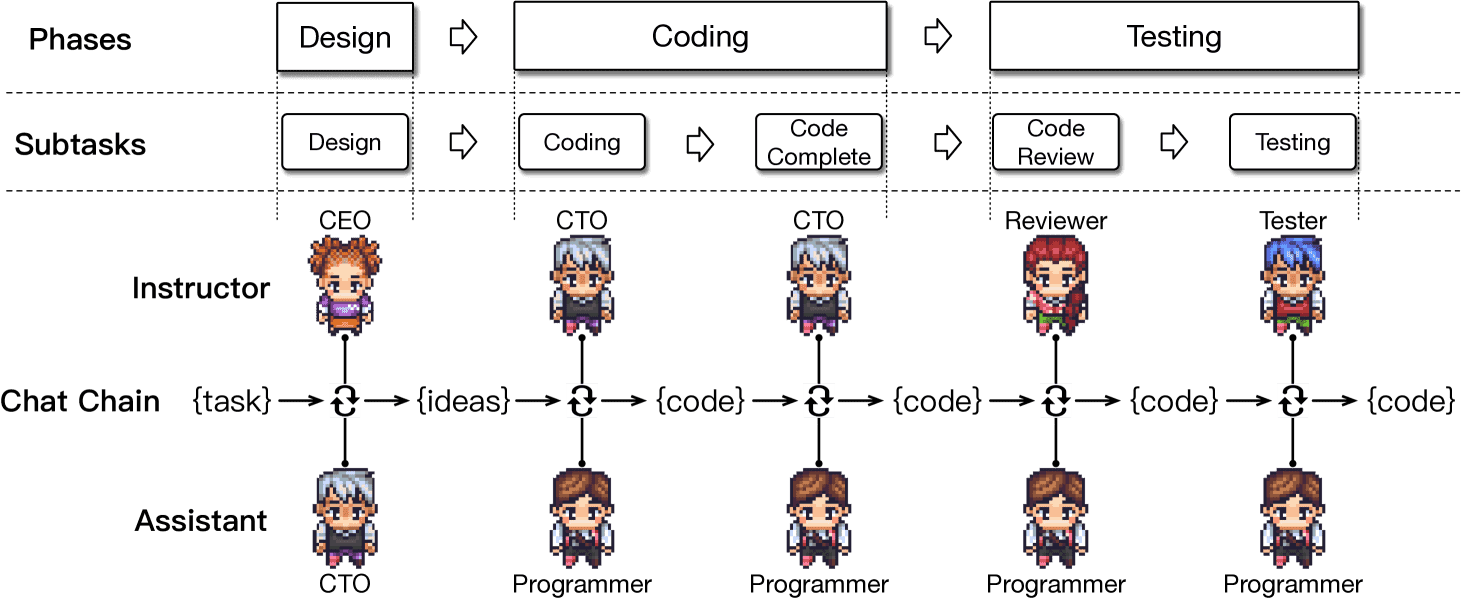 Phases
Design
Coding
Testing
Subtasks
Design
Coding
Code
Complete
Code
Review
Testing
CEO
CTO
CTO
Reviewer
Tester
Instructor
Chat Chain
{task}
{ideas}
{code}
{code}
{code}
{code}
Assistant
CTO
Programmer
Programmer
Programmer
Programmer